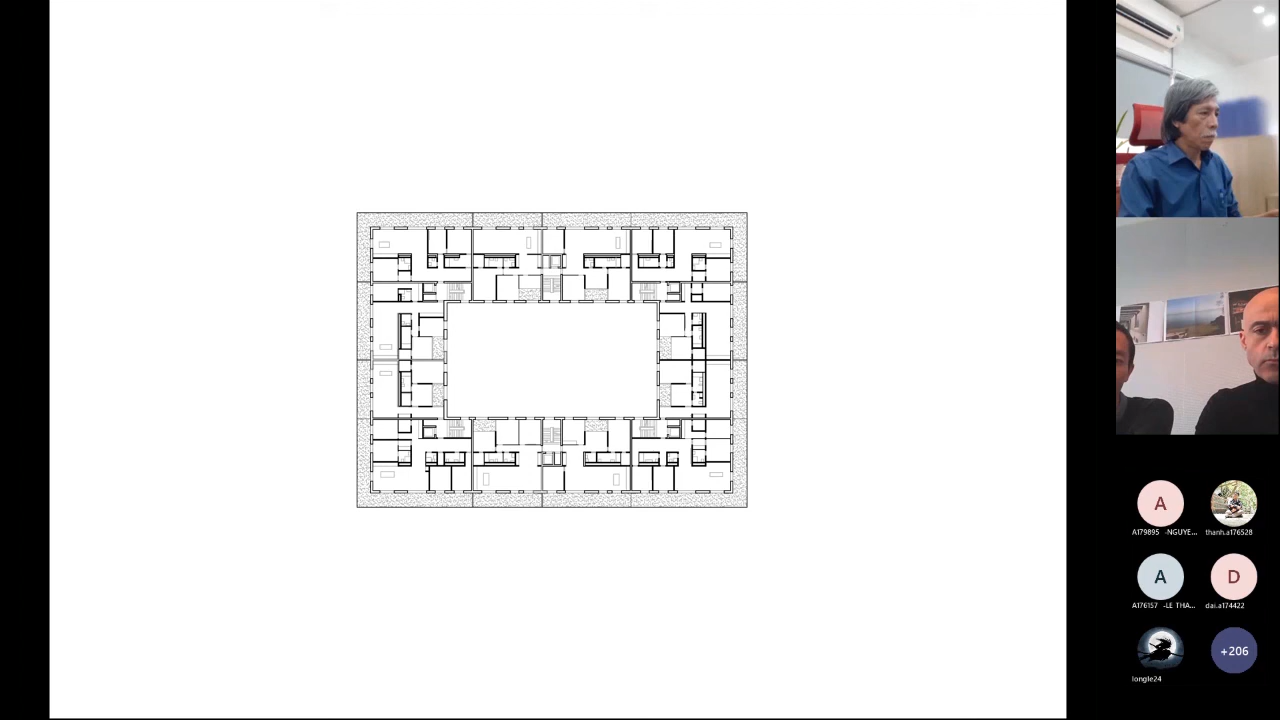 A
A179895 -NGUYE...
thanh.a176528
A
A176157 -LE THA...
D
dai.a174422
longle24
+206